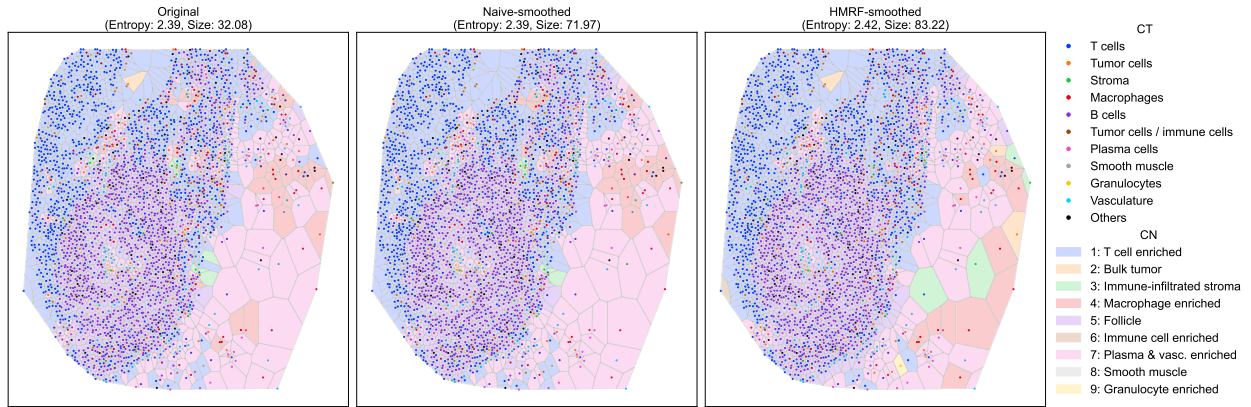 Original
(Entropy: 2.39, Size: 32.08)
Naive-smoothed
(Entropy: 2.39, Size: 71.97)
HMRF-smoothed
(Entropy: 2.42, Size: 83.22)
CT
T cells
Tumor cells
Stroma
Macrophages
B cells
Tumor cells / immune cells
Plasma cells
Smooth muscle
Granulocytes
Vasculature
Others
CN
1: T cell enriched
2: Bulk tumor
3: Immune-infiltrated stroma
4: Macrophage enriched
5: Follicle
6: Immune cell enriched
7: Plasma & vasc. enriched
8: Smooth muscle
9: Granulocyte enriched